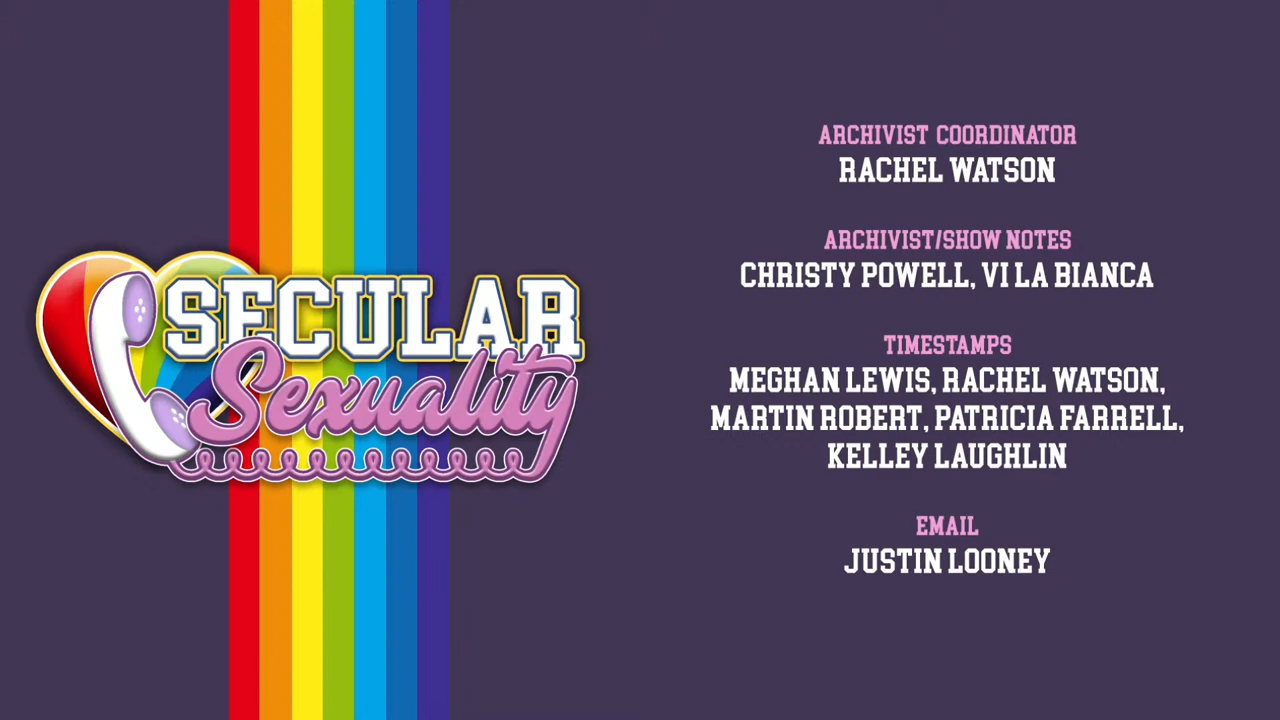 SECULAR
Sexuality
ARCHIVIST COORDINATOR
RACHEL WATSON
ARCHIVIST/SHOW NOTES
CHRISTY POWELL, VI LA BIANCA
TIMESTAMPS
MEGHAN LEWIS, RACHEL WATSON,
MARTIN ROBERT, PATRICIA FARRELL,
KELLEY LAUGHLIN
EMAIL
JUSTIN LOONEY